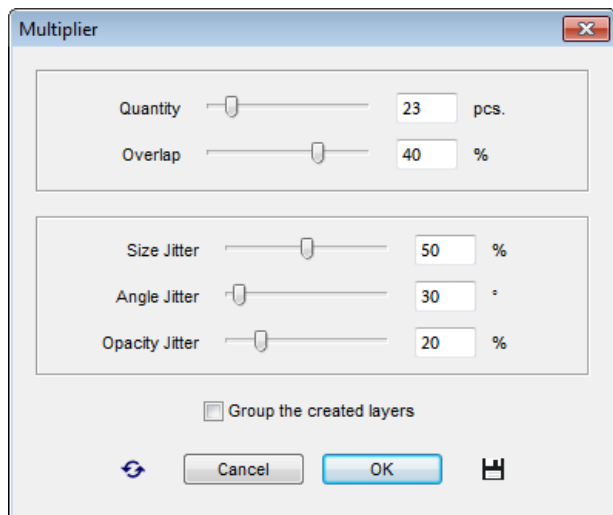 Multiplier
Quantity 23 pcs.
Overlap 40 %
Size Jitter 50 %
Angle Jitter 30 °
Opacity Jitter 20 %
Group the created layers
Cancel OK